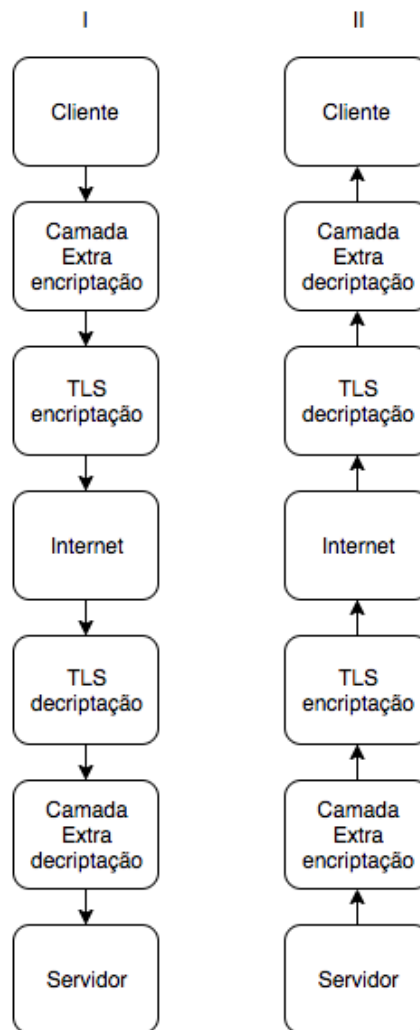 I
Cliente
Camada
Extra
encriptação
TLS
encriptação
Internet
TLS
decriptação
Camada
Extra
decriptação
Servidor
II
Cliente
Camada
Extra
decriptação
TLS
decriptação
Internet
TLS
encriptação
Camada
Extra
encriptação
Servidor